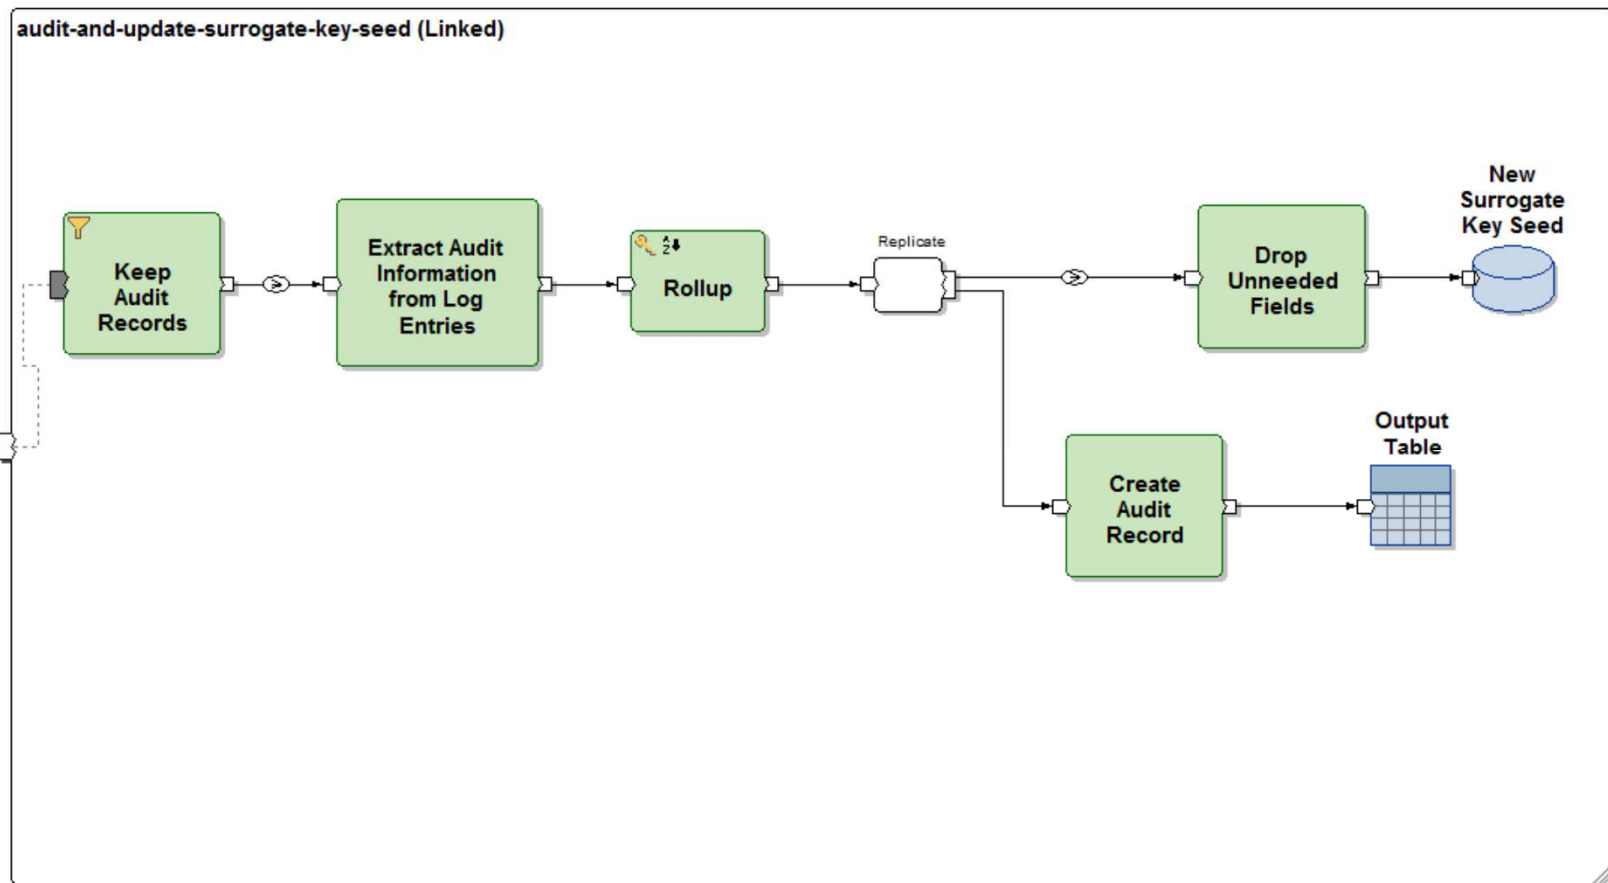 audit-and-update-surrogate-key-seed (Linked)
New
Surrogate
Key Seed
Keep
Audit
Records
Extract Audit
Information
from Log
Entries
Rollup
Replicate
Drop
Unneeded
Fields
Output
Table
Create
Audit
Record